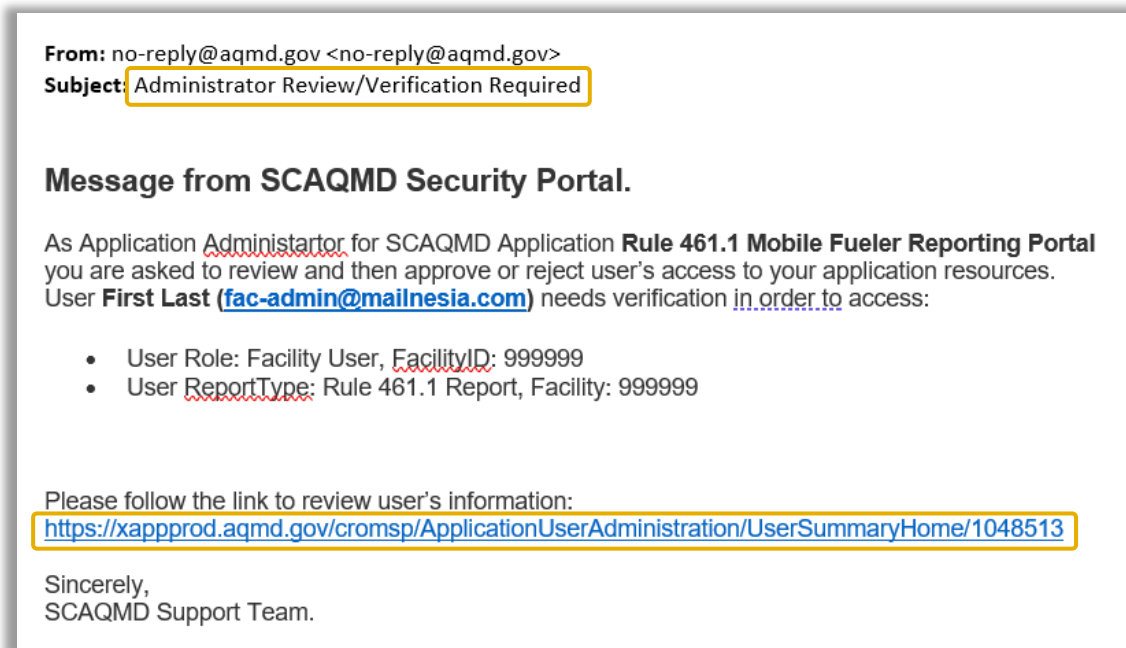 From: no-reply@aqmd.gov <no-reply@aqmd.gov>
Subject: Administrator Review/Verification Required
Message from SCAQMD Security Portal.
As Application Administartor for SCAQMD Application Rule 461.1 Mobile Fueler Reporting Portal
you are asked to review and then approve or reject user’s access to your application resources.
User First Last (fac-admin@mailnesia.com) needs verification in order to access:
• User Role: Facility User, FacilityID: 999999
• User ReportType: Rule 461.1 Report, Facility: 999999
Please follow the link to review user’s information:
https://xappprod.aqmd.gov/cromsp/ApplicationUserAdministration/UserSummaryHome/1048513
Sincerely,
SCAQMD Support Team.